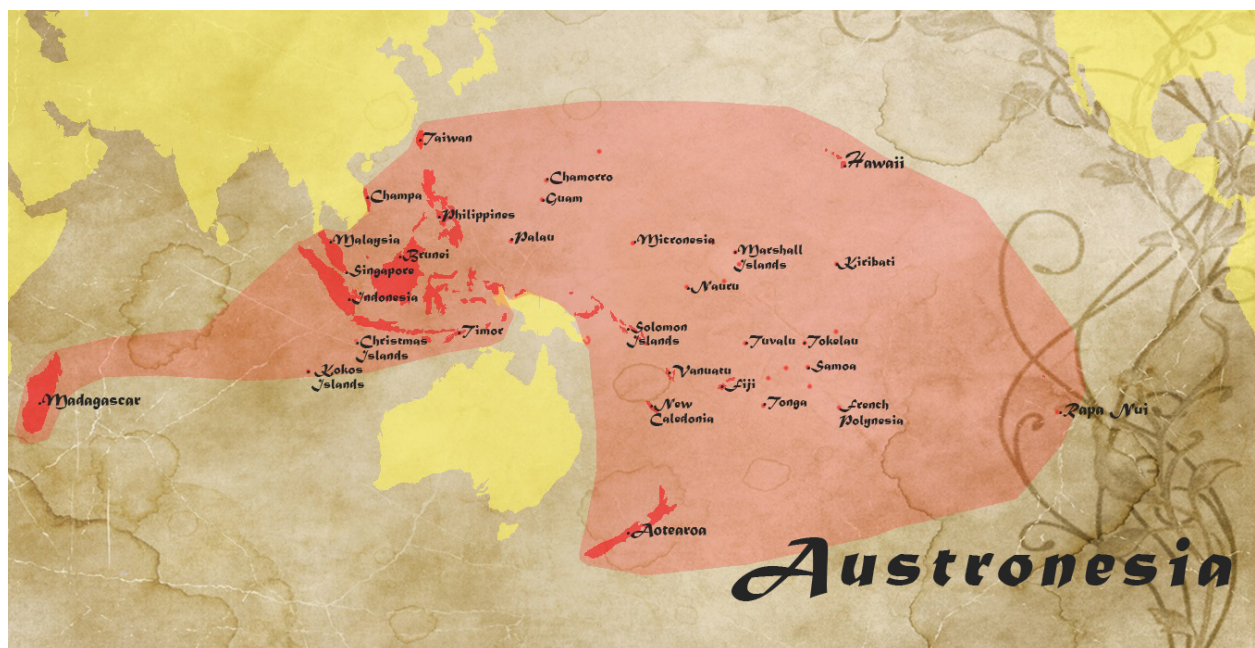 Taiwan
Hawaii
Chamorro
Champa
Guam
Philippines
Malaysia
Palau
Micronesia
Brunei
Marshall
Islands
Kiribati
Singapore
Nauru
Indonesia
Solomon
Islands
Timor
Christmas
Islands
Tuvalu
Tokelau
Kokos
Islands
Vanuatu
Samoa
Fiji
Madagascar
New
Caledonia
Tonga
French
Polynesia
Rapa Nui
Aotearoa
Austronesia